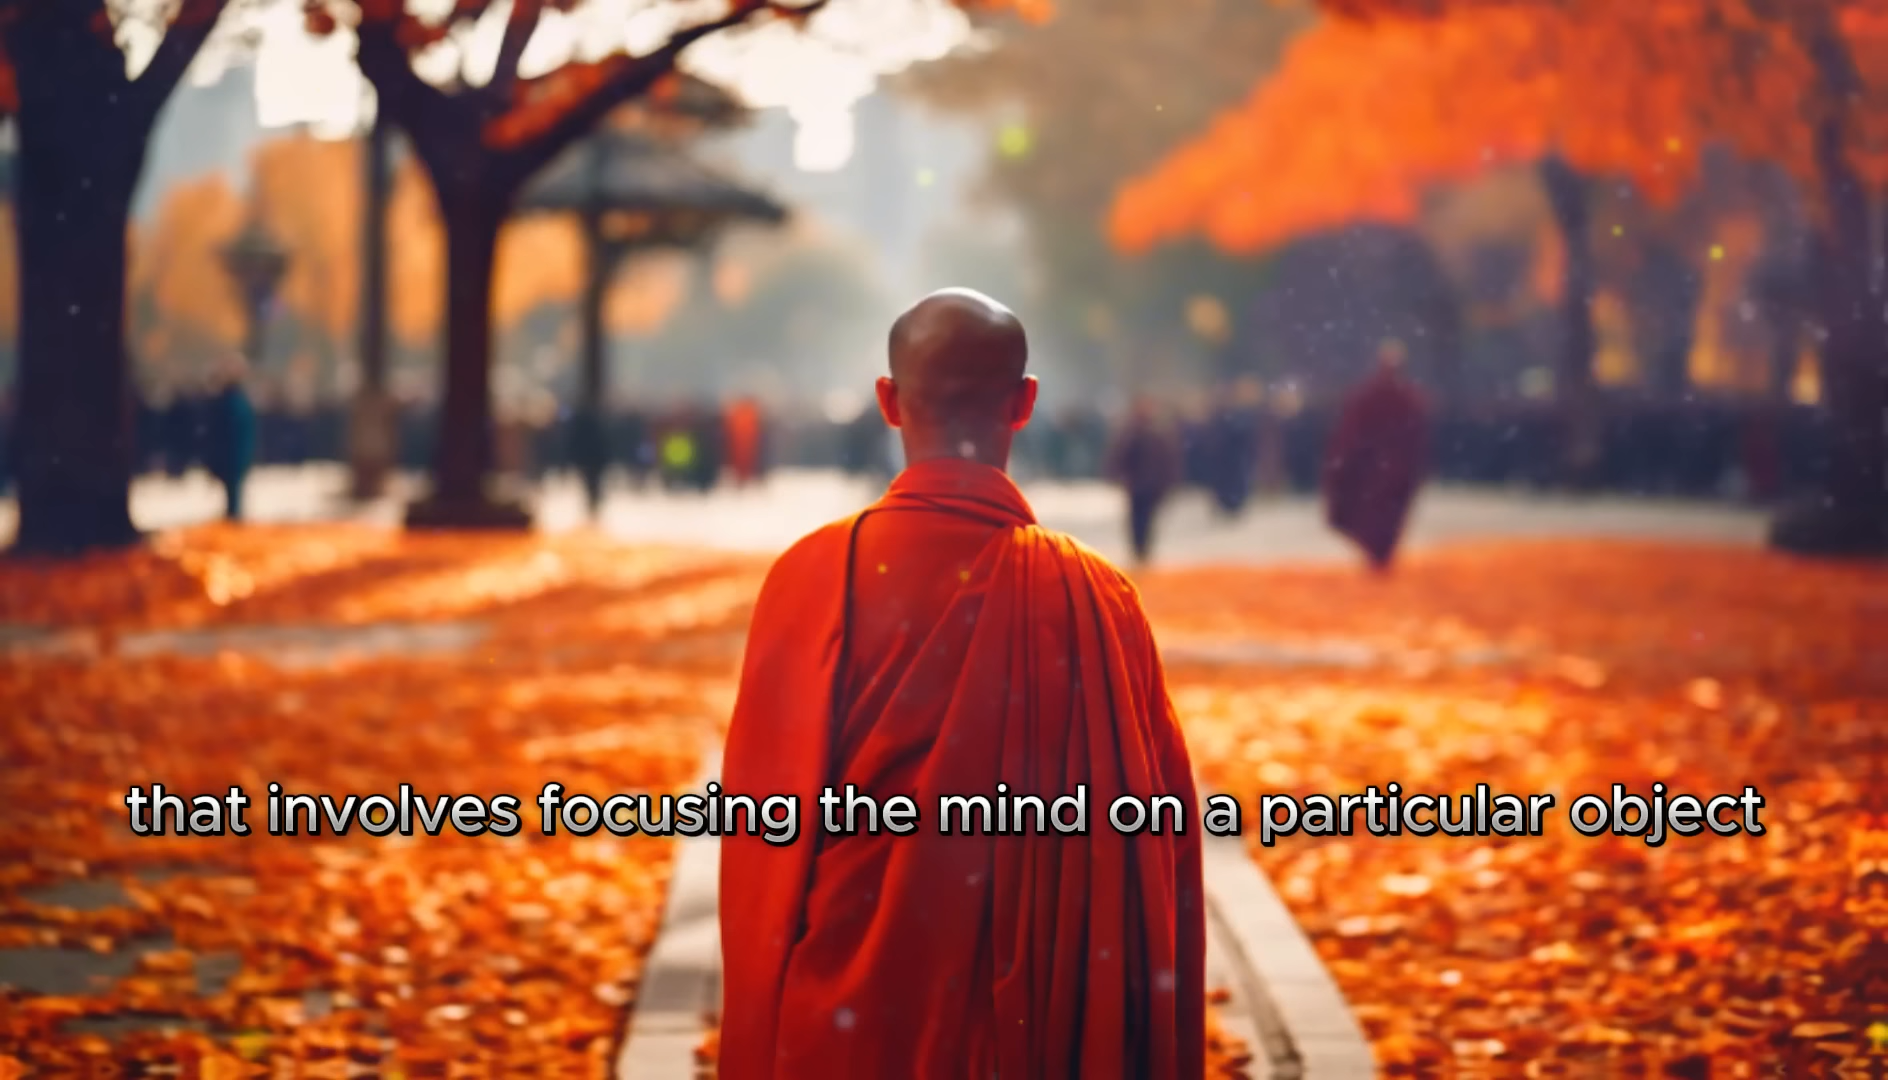 that involves focusing the mind on a particular object